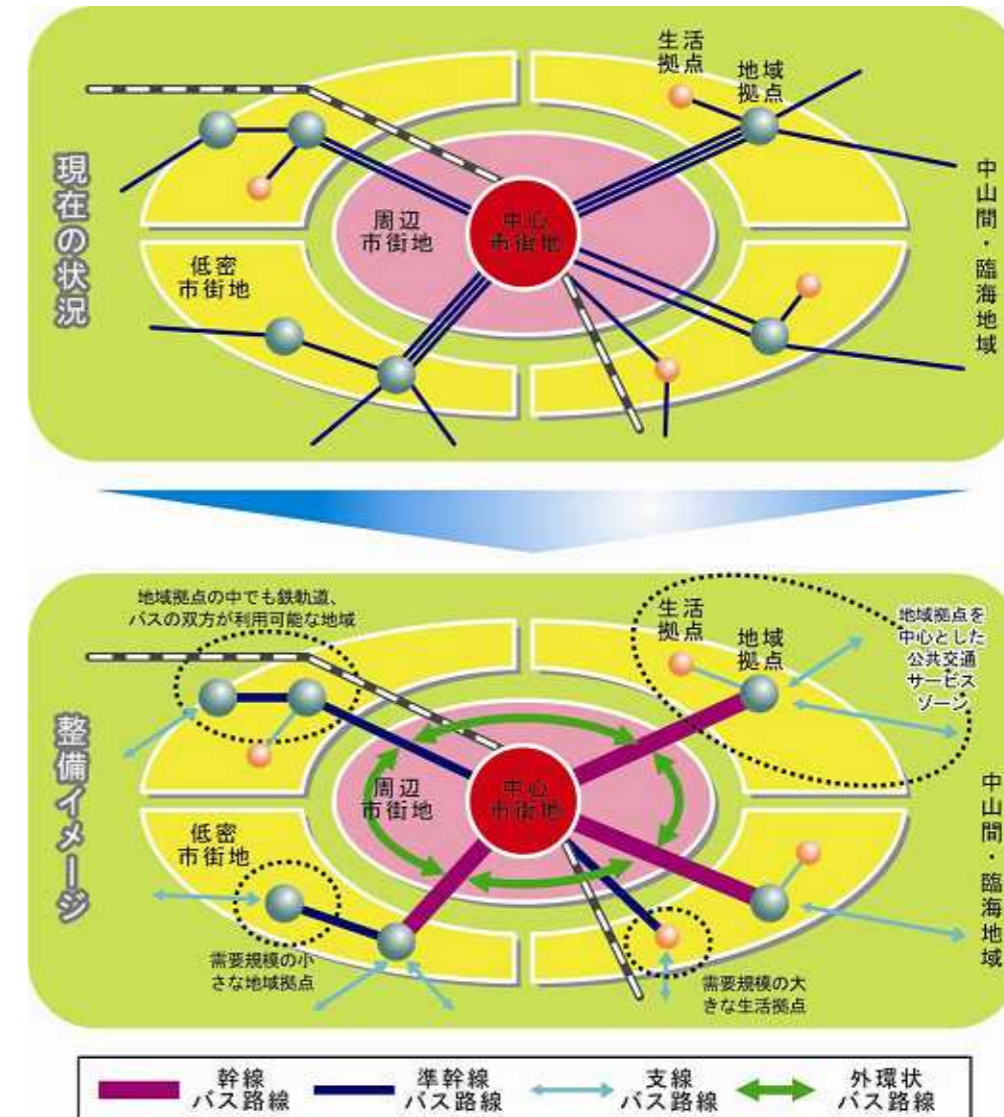 現在の状況
生活
拠点
地域
拠点
周辺
市街地
中心
市街地
低密
市街地
中山間・臨海地域
整備イメージ
地域拠点の中でも鉄軌道、
バスの双方が利用可能な地域
生活
拠点
地域
拠点
地域拠点を
中心とした
公共交通
サービス
ゾーン
周辺
市街地
中心
市街地
低密
市街地
中山間・臨海地域
需要規模の小
さな地域拠点
需要規模の大
きな生活拠点
幹線
バス路線
準幹線
バス路線
支線
バス路線
外環状
バス路線